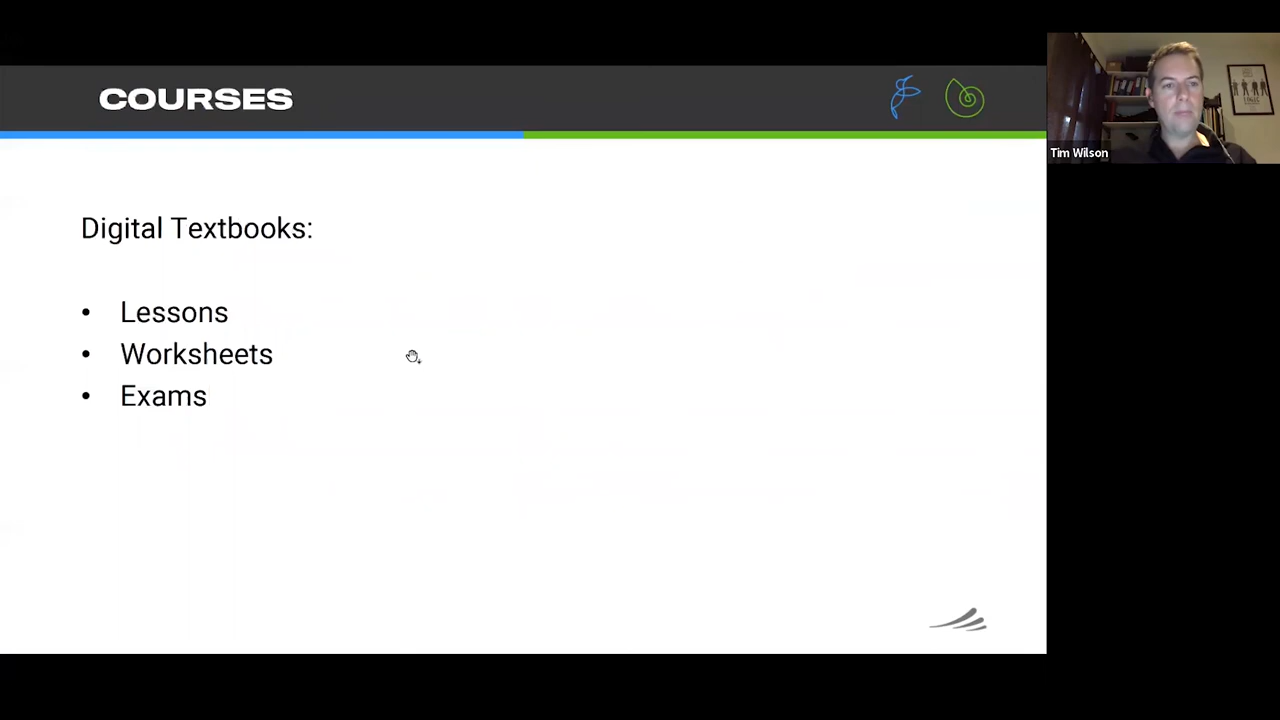 COURSES
Tim Wilson
Digital Textbooks:
• Lessons
• Worksheets
• Exams